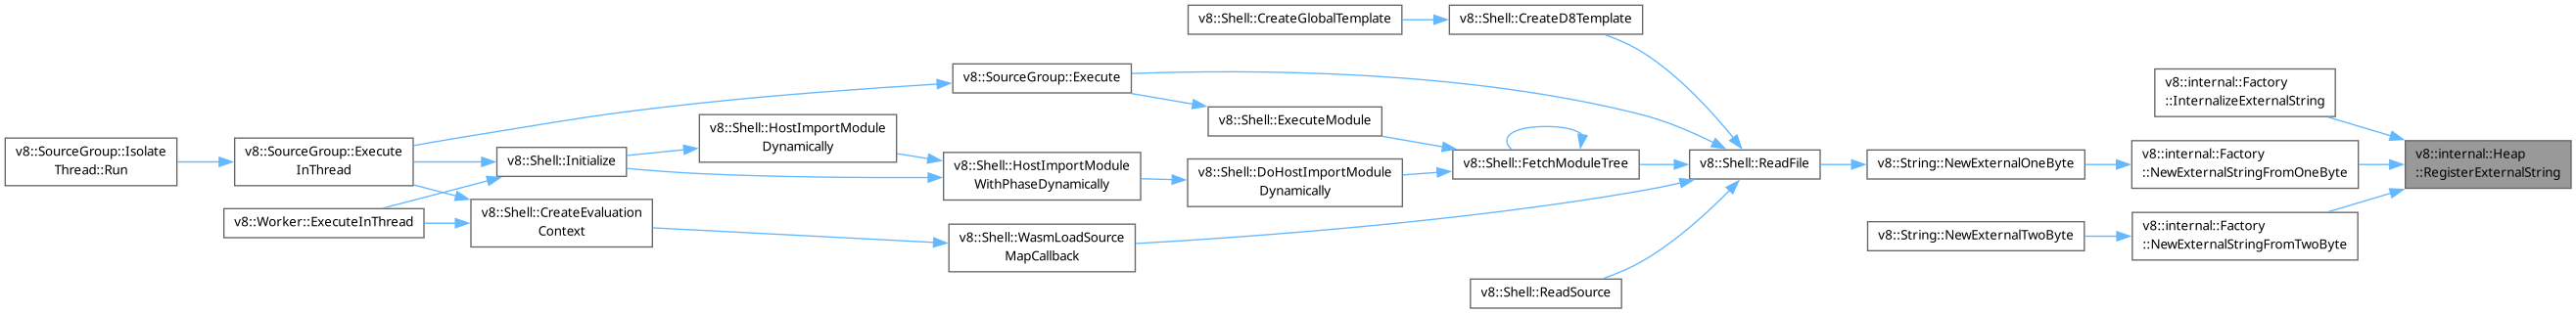 v8::Shell::CreateGlobalTemplate
v8::Shell::CreateD8Template
v8::SourceGroup::Execute
v8::internal::Factory
::InternalizeExternalString
v8::Shell::ExecuteModule
v8::Shell::HostImportModule
Dynamically
v8::SourceGroup::Isolate
Thread::Run
v8::SourceGroup::Execute
InThread
v8::Shell::Initialize
v8::Shell::HostImportModule
WithPhaseDynamically
v8::Shell::DoHostImportModule
Dynamically
v8::Shell::FetchModuleTree
v8::Shell::ReadFile
v8::String::NewExternalOneByte
v8::internal::Factory
::NewExternalStringFromOneByte
v8::internal::Heap
::RegisterExternalString
v8::Worker::ExecuteInThread
v8::Shell::CreateEvaluation
Context
v8::Shell::WasmLoadSource
MapCallback
v8::String::NewExternalTwoByte
v8::internal::Factory
::NewExternalStringFromTwoByte
v8::Shell::ReadSource